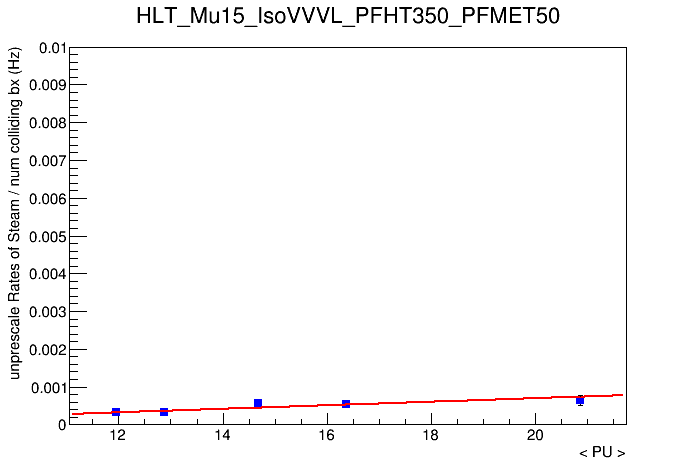 HLT_Mu15_IsoVVVL_PFHT350_PFMET50
unprescale Rates of Steam / num colliding bx (Hz)
0.01
0.009
0.008
0.007
0.006
0.005
0.004
0.003
0.002
0.001
0
12 14 16 18 20
< PU >